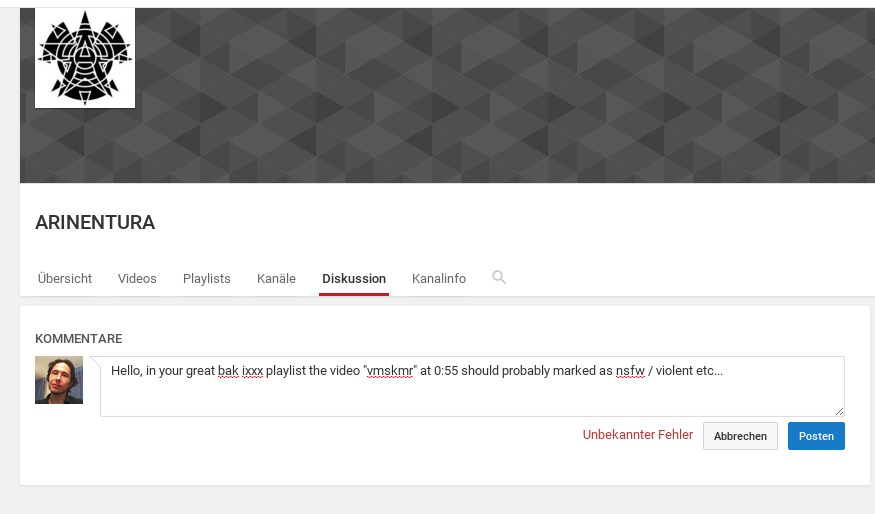 ARINENTURA
Übersicht Videos Playlists Kanäle Diskussion Kanalinfo
KOMMENTARE
Hello, in your great bak ixxx playlist the video "vmskmr" at 0:55 should probably marked as nsfw / violent etc...
Unbekannter Fehler Abbrechen Posten